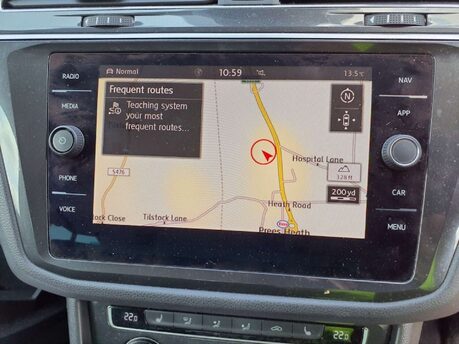 RADIO
MEDIA
PHONE
VOICE
NAV
APP
CAR
MENU
Normal
10:59
13.5°C
Frequent routes
Teaching system
your most
frequent routes...
N
Hospital Lane
328 ft
200 yd
Heath Road
Tilstock Lane
tock Close
Prees Heath
22.0
22.0